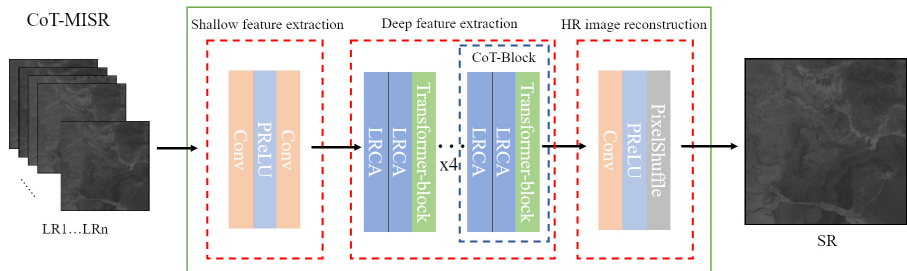 CoT-MISR
Shallow feature extraction
Deep feature extraction
HR image reconstruction
CoT-Block
Conv
PReLU
Conv
LRCA
LRCA
Transformer-block
x4
LRCA
LRCA
Transformer-block
Conv
PReLU
PixelShuffle
LR1…LRn
SR